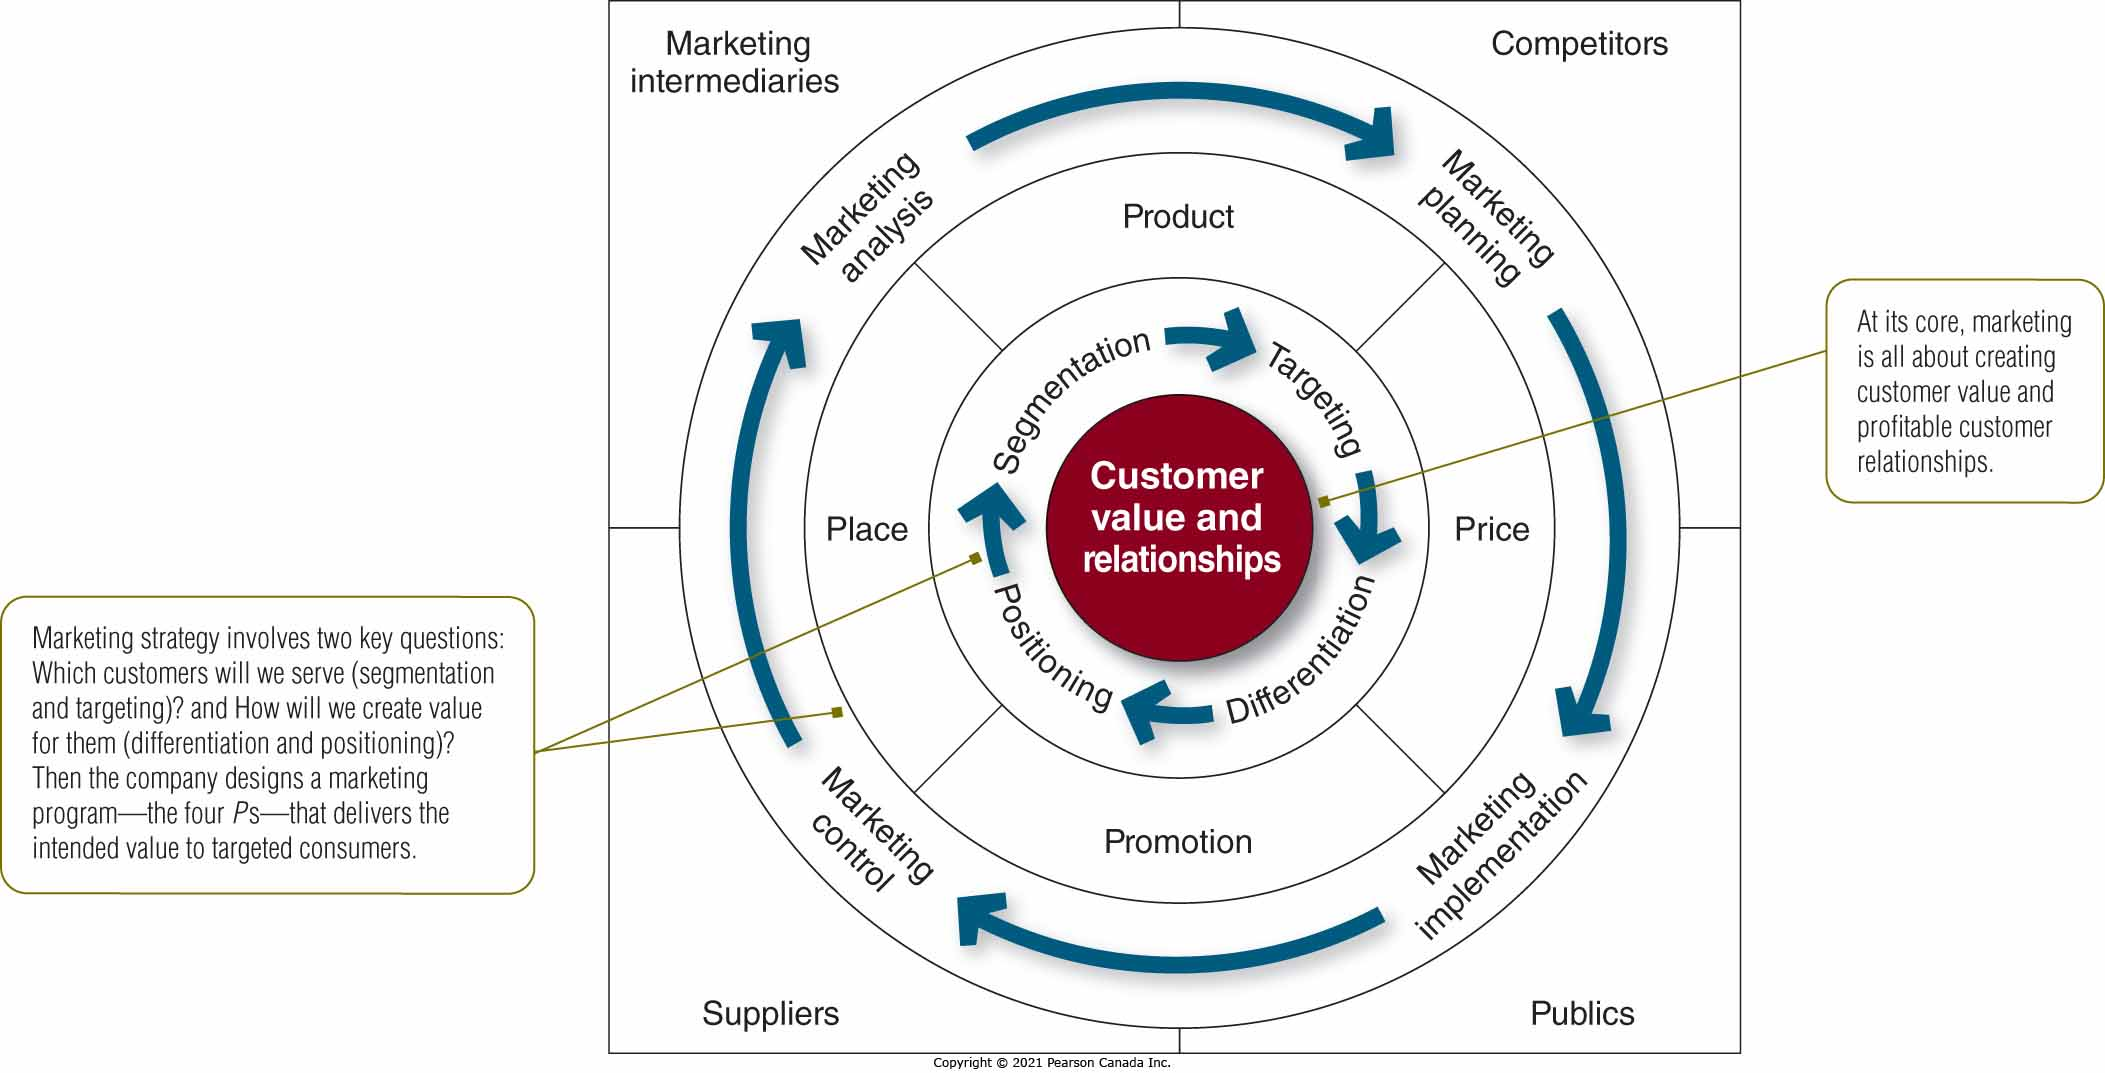 Marketing
intermediaries
Competitors
Marketing
analysis
Marketing
planning
Product
Segmentation
Targeting
At its core, marketing
is all about creating
customer value and
profitable customer
relationships.
Customer
value and
relationships
Place
Price
Positioning
Differentiation
Marketing strategy involves two key questions:
Which customers will we serve (segmentation
and targeting)? and How will we create value
for them (differentiation and positioning)?
Then the company designs a marketing
program—the four Ps—that delivers the
intended value to targeted consumers.
Marketing
control
Promotion
Marketing
implementation
Suppliers
Publics
Copyright © 2021 Pearson Canada Inc.